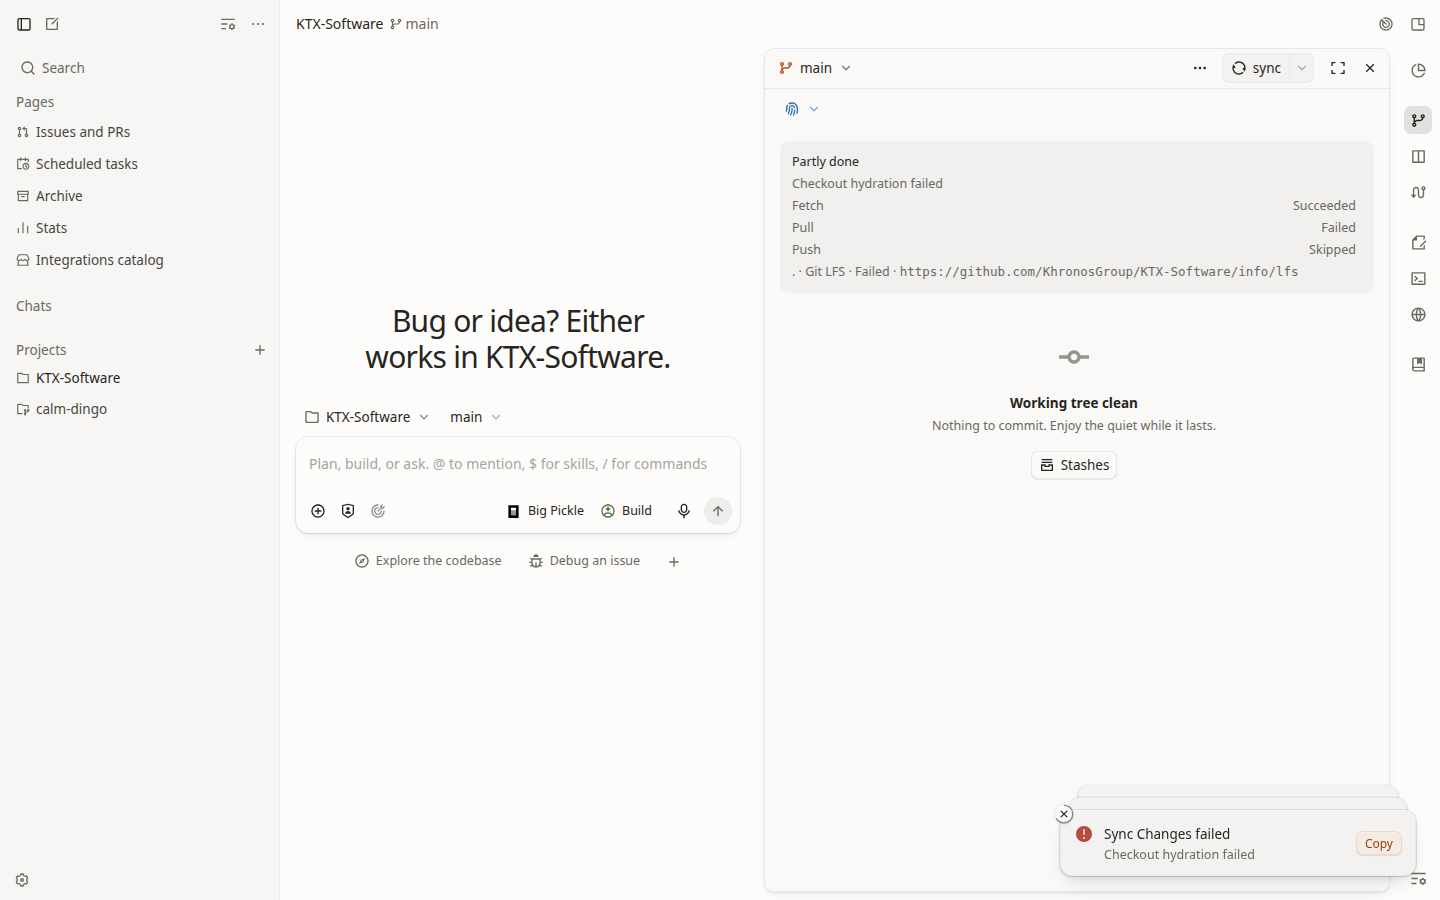 KTX-Software main
Search
Pages
Issues and PRs
Scheduled tasks
Archive
Stats
Integrations catalog
Chats
Projects
KTX-Software
calm-dingo
Bug or idea? Either
works in KTX-Software.
KTX-Software main
Plan, build, or ask. @ to mention, $ for skills, / for commands
Big Pickle Build
Explore the codebase Debug an issue
main sync
Partly done
Checkout hydration failed
Fetch Succeeded
Pull Failed
Push Skipped
. · Git LFS · Failed · https://github.com/KhronosGroup/KTX-Software/info/lfs
Working tree clean
Nothing to commit. Enjoy the quiet while it lasts.
Stashes
Sync Changes failed
Checkout hydration failed
Copy